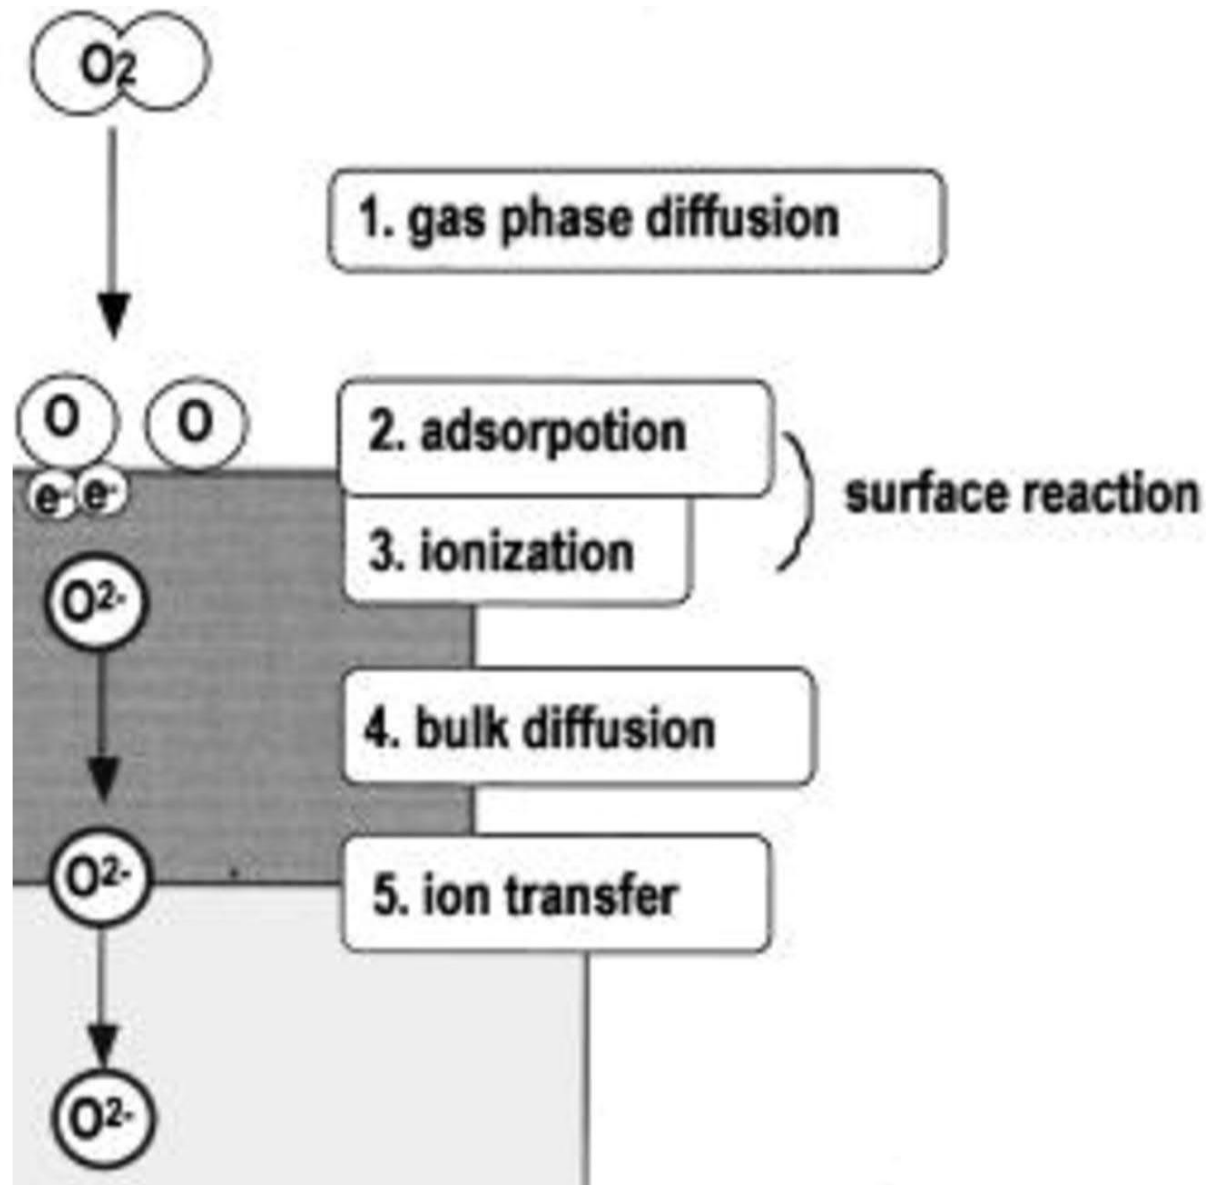 O2
1. gas phase diffusion
O O
2. adsorpotion
e- e-
surface reaction
3. ionization
O2-
4. bulk diffusion
O2-
5. ion transfer
O2-